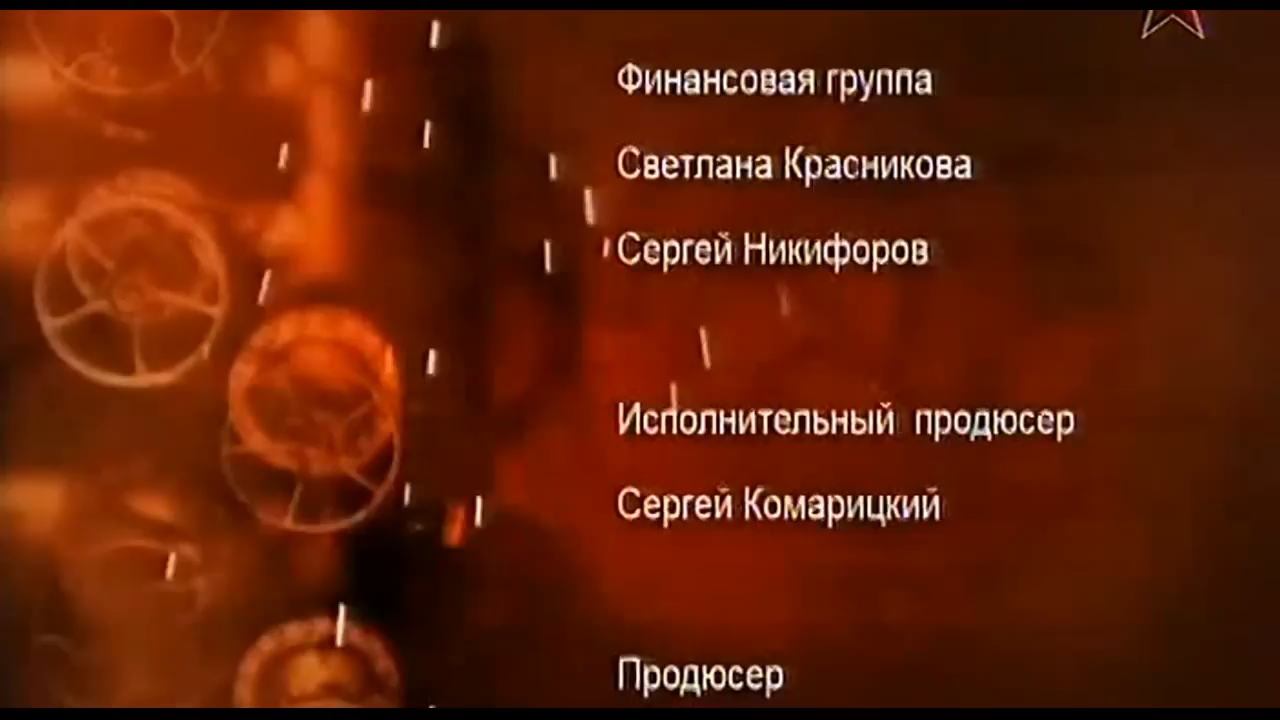 Финансовая группа
Светлана Красникова
Сергей Никифоров
Исполнительный продюсер
Сергей Комарицкий
Продюсер